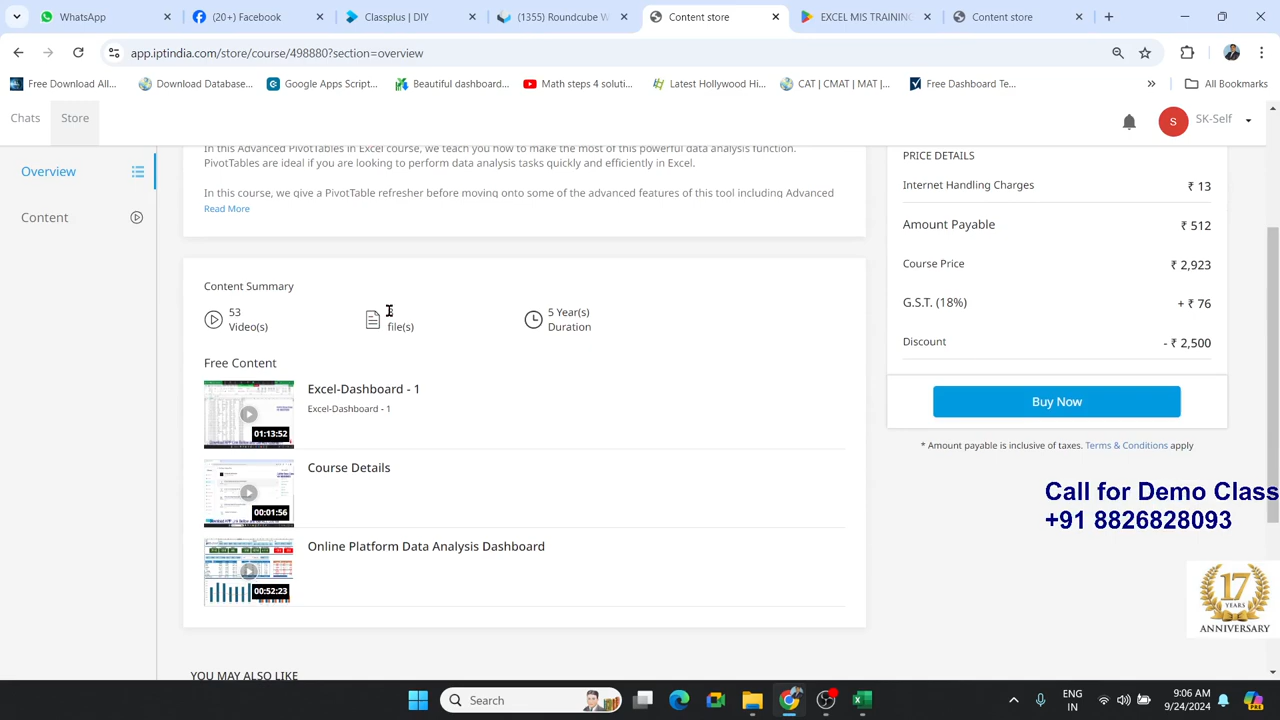 WhatsApp
(20+) Facebook
Classplus | DIY
(1355) Roundcube W
Content store
EXCEL MIS TRAINING
Content store
app.iptindia.com/store/course/498880?section=overview
Free Download All...
Download Database...
Google Apps Script...
Beautiful dashboard...
Math steps 4 soluti...
Latest Hollywood Hi...
CAT | CMAT | MAT |...
Free Dashboard Te...
All Bookmarks
Chats
Store
S
SK-Self
Overview
Content
In this Advanced PivotTables in Excel course, we teach you how to make the most of this powerful data analysis function.
PivotTables are ideal if you are looking to perform data analysis tasks quickly and efficiently in Excel.
In this course, we give a PivotTable refresher before moving onto some of the advanced features of this tool including Advanced
Read More
PRICE DETAILS
Internet Handling Charges
₹ 13
Amount Payable
₹ 512
Course Price
₹ 2,923
G.S.T. (18%)
+ ₹ 76
Discount
- ₹ 2,500
Buy Now
* Amount payable is inclusive of taxes. Terms & Conditions apply
Content Summary
53
Video(s)
file(s)
5 Year(s)
Duration
Free Content
Excel-Dashboard - 1
Excel-Dashboard - 1
01:13:52
Course Details
00:01:56
Online Platform Data Analysis Dashboard
00:52:23
YOU MAY ALSO LIKE
Call for Demo Class
+91 8826828093
17
YEARS
ANNIVERSARY
Search
ENG
IN
9:06 AM
9/24/2024